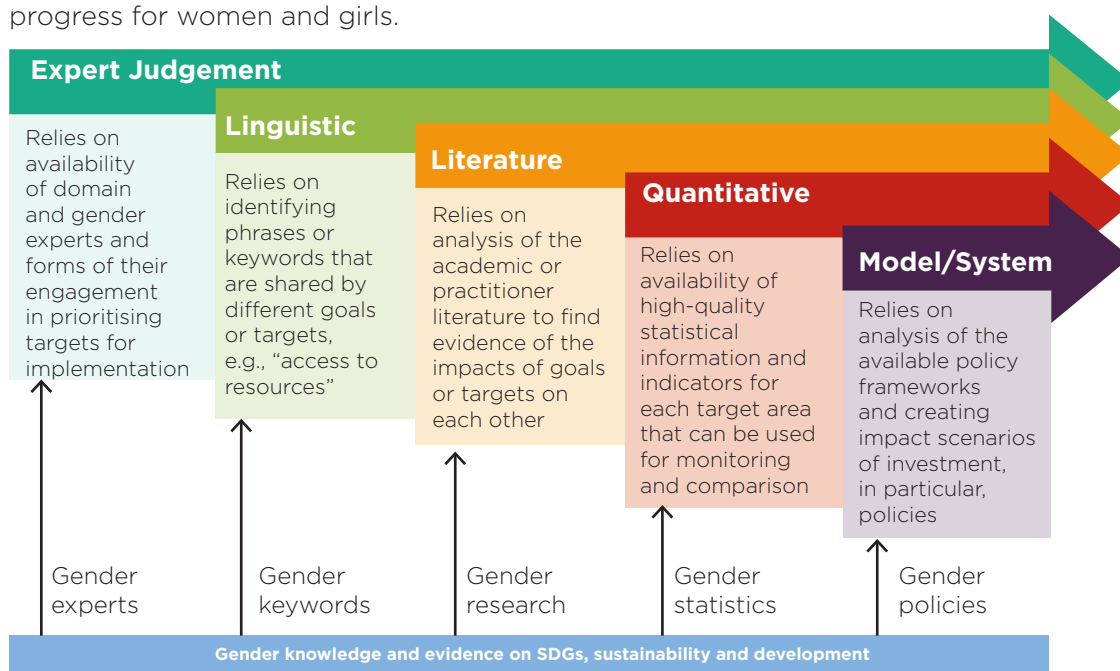 progress for women and girls.
Expert Judgement
Relies on
availability
of domain
and gender
experts and
forms of their
engagement
in prioritising
targets for
implementation
Linguistic
Relies on
identifying
phrases or
keywords that
are shared by
different goals
or targets,
e.g., “access to
resources”
Literature
Relies on
analysis of the
academic or
practitioner
literature to find
evidence of the
impacts of goals
or targets on
each other
Quantitative
Relies on
availability of
high-quality
statistical
information and
indicators for
each target area
that can be used
for monitoring
and comparison
Model/System
Relies on
analysis of the
available policy
frameworks
and creating
impact scenarios
of investment,
in particular,
policies
Gender
experts
Gender
keywords
Gender
research
Gender
statistics
Gender
policies
Gender knowledge and evidence on SDGs, sustainability and development